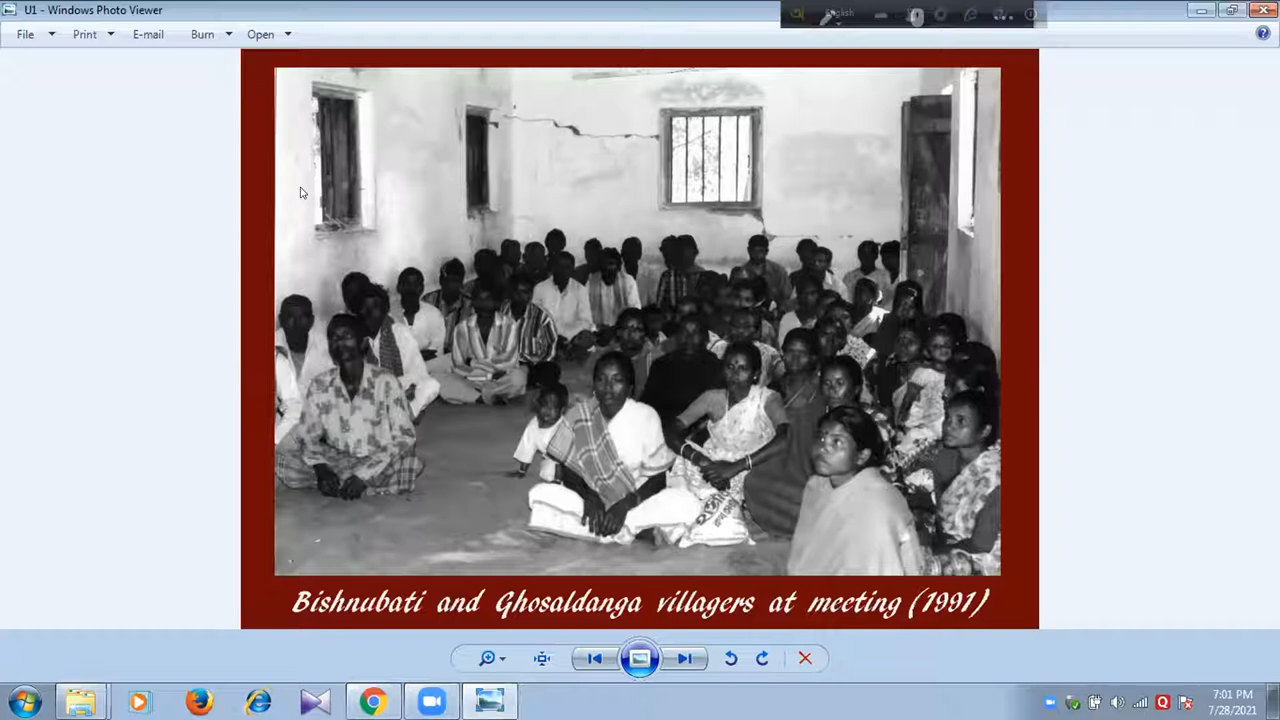 U1 - Windows Photo Viewer
English
File Print E-mail Burn Open
Bishnubati and Ghosaldanga villagers at meeting (1991)
7:01 PM
7/28/2021